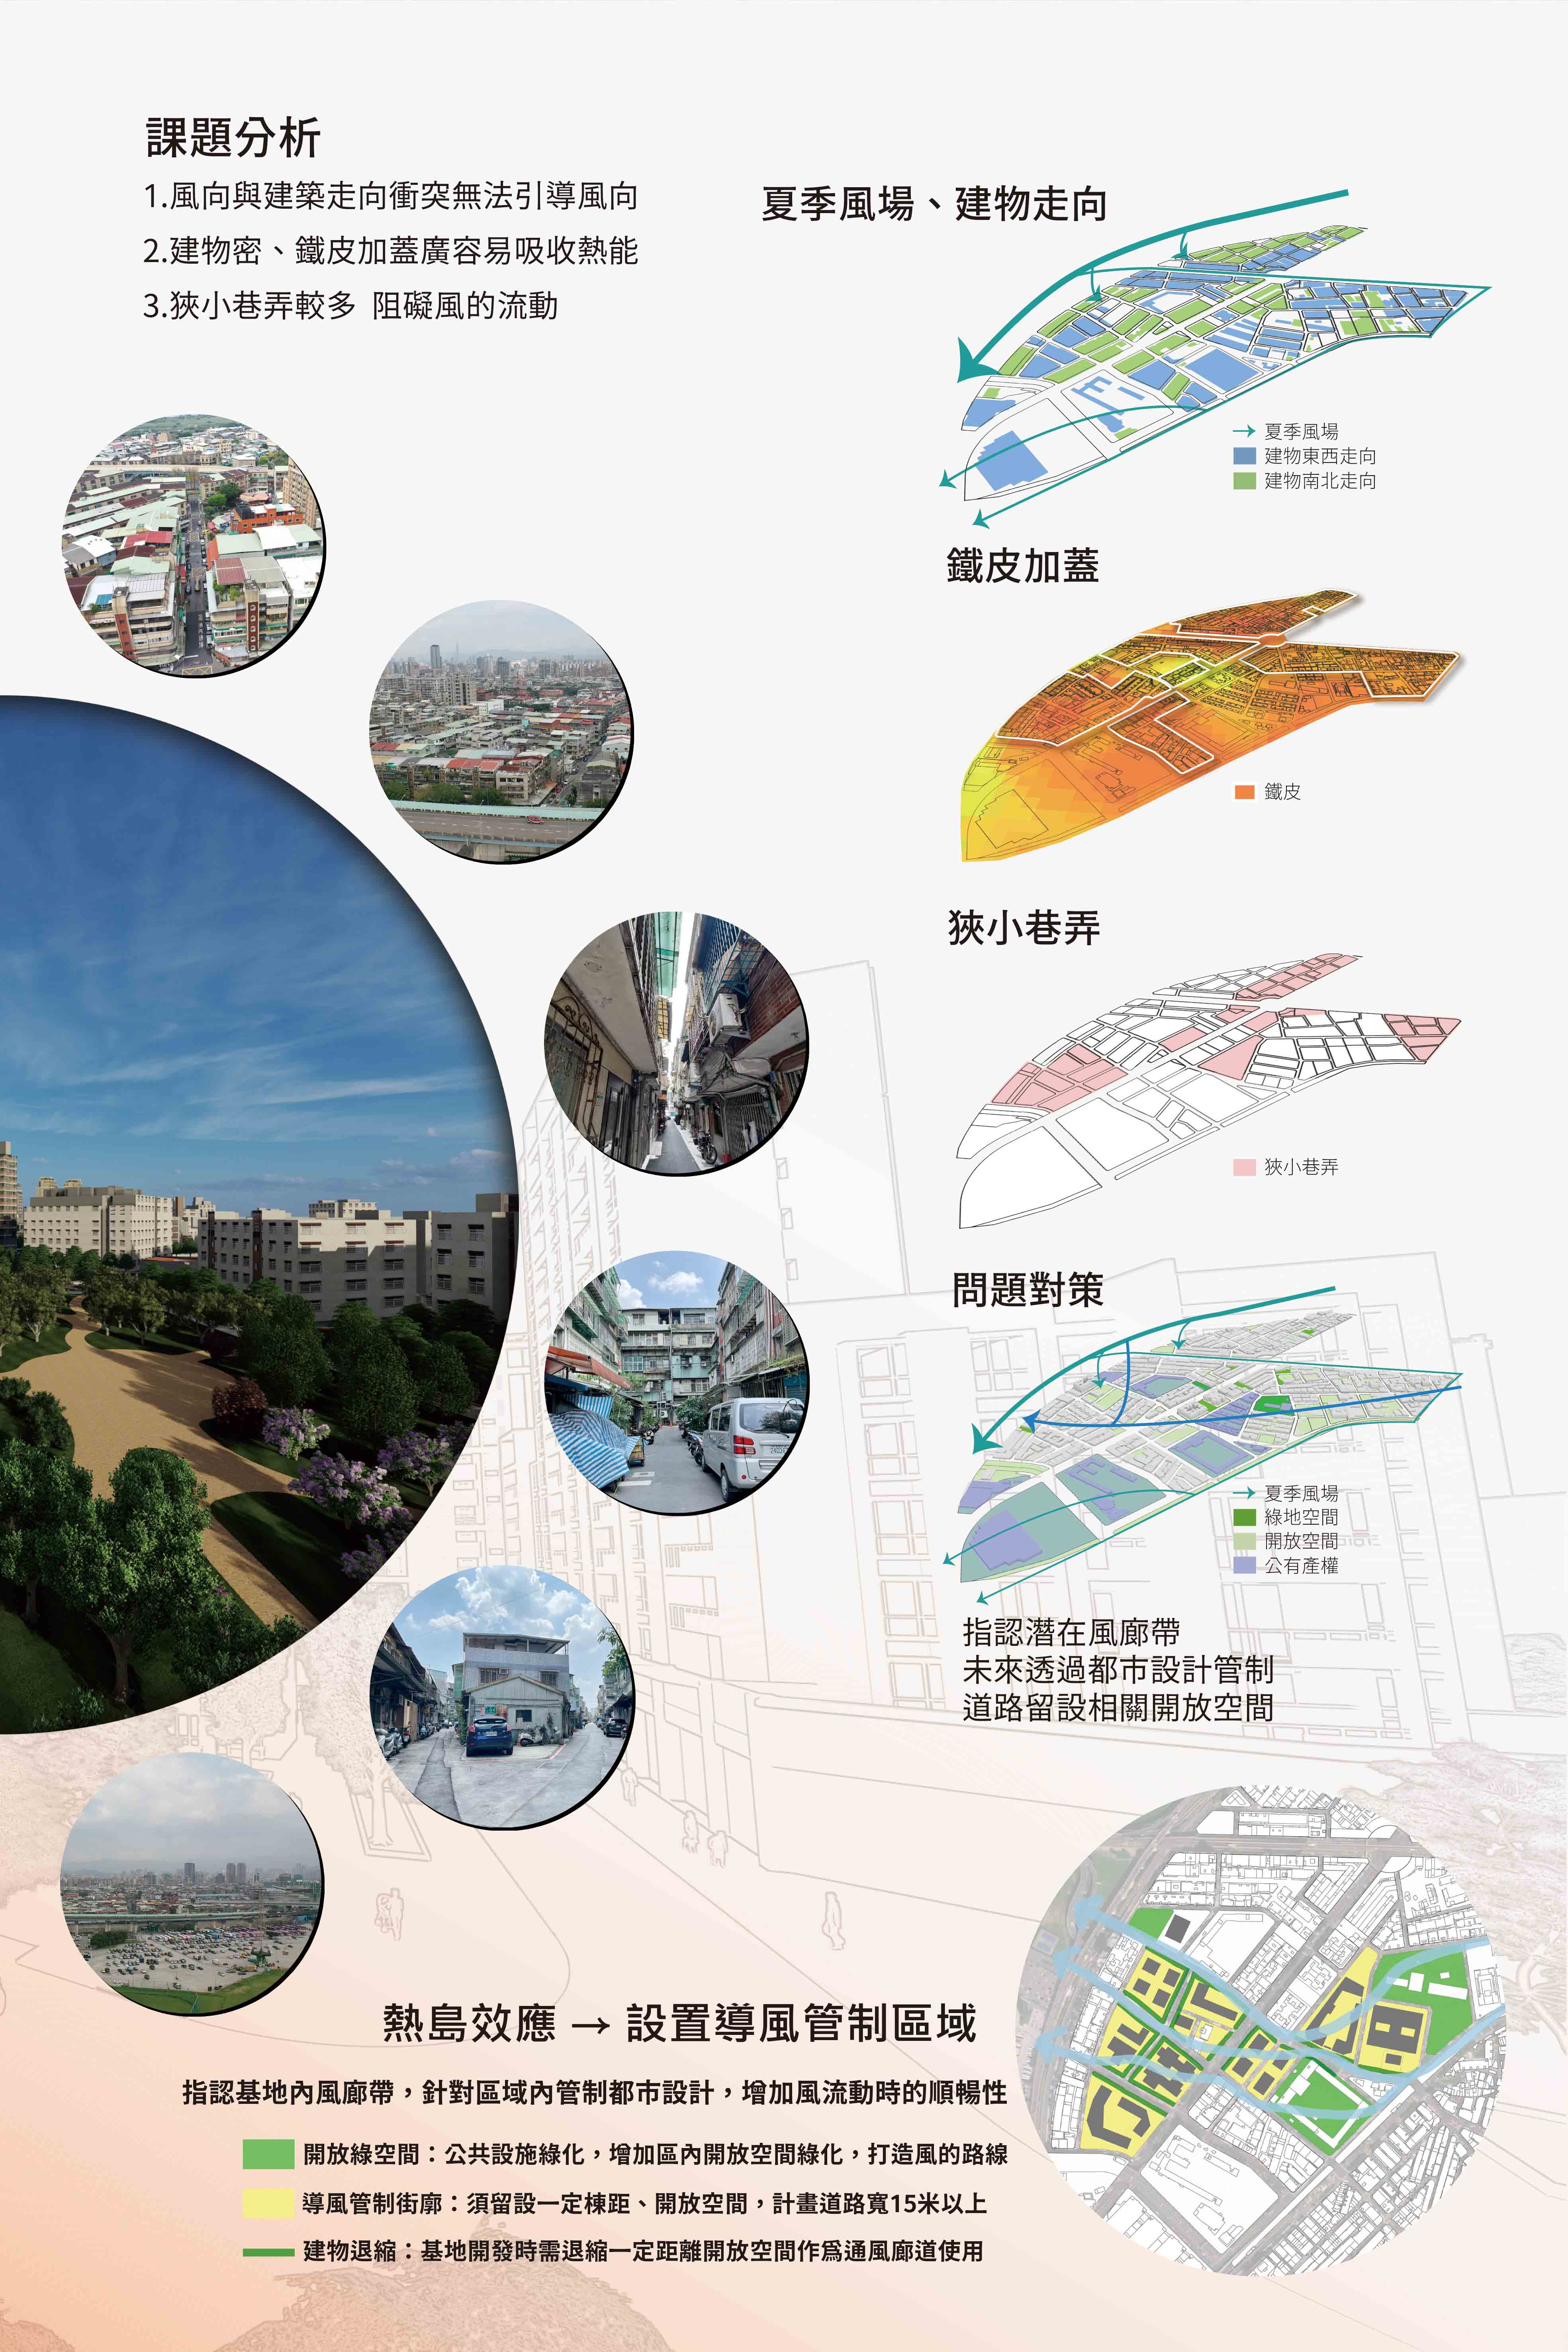 課題分析
1.風向與建築走向衝突無法引導風向
2.建物密、鐵皮加蓋廣容易吸收熱能
3.狹小巷弄較多 阻礙風的流動
夏季風場、建物走向
夏季風場
建物東西走向
建物南北走向
鐵皮加蓋
鐵皮
狹小巷弄
狹小巷弄
問題對策
夏季風場
綠地空間
開放空間
公有產權
指認潛在風廊帶
未來透過都市設計管制
道路留設相關開放空間
熱島效應 → 設置導風管制區域
指認基地內風廊帶，針對區域內管制都市設計，增加風流動時的順暢性
開放綠空間：公共設施綠化，增加區內開放空間綠化，打造風的路線
導風管制街廓：須留設一定棟距、開放空間，計畫道路寬15米以上
建物退縮：基地開發時需退縮一定距離開放空間作爲通風廊道使用